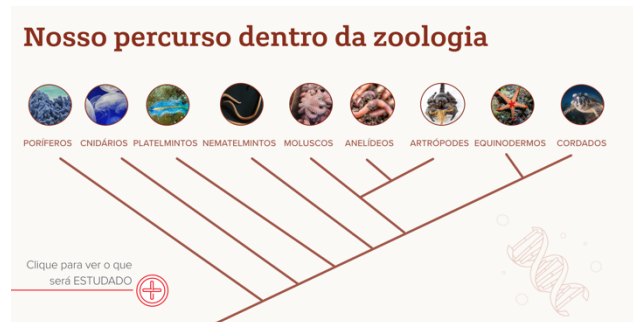 Nosso percurso dentro da zoologia
PORÍFEROS CNIDÁRIOS PLATELMINTOS NEMATELMINTOS MOLUSCOS ANELÍDEOS ARTRÓPODES EQUINODERMOS CORDADOS
Clique para ver o que
será ESTUDADO